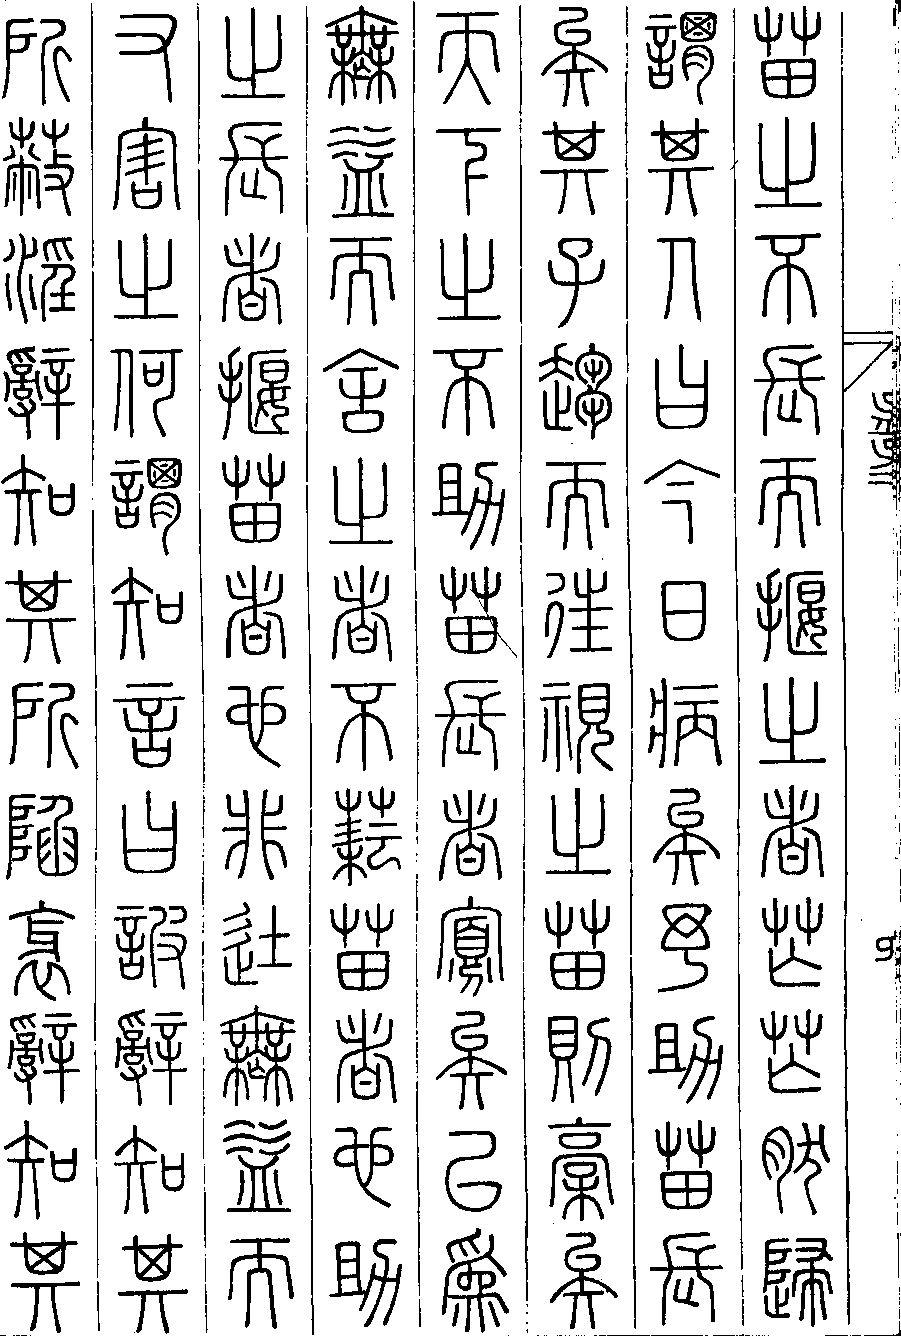 苗之不長而揠之者芒芒然歸
謂其人曰今日病矣予助苗長
矣其子趨而往視之苗則槁矣
天下之不助苗長者寡矣以爲
無益而舍之者不耘苗者也助
之長者揠苗者也非徒無益而
又害之何謂知言曰詖辭知其
所蔽淫辭知其所陷衺辭知其